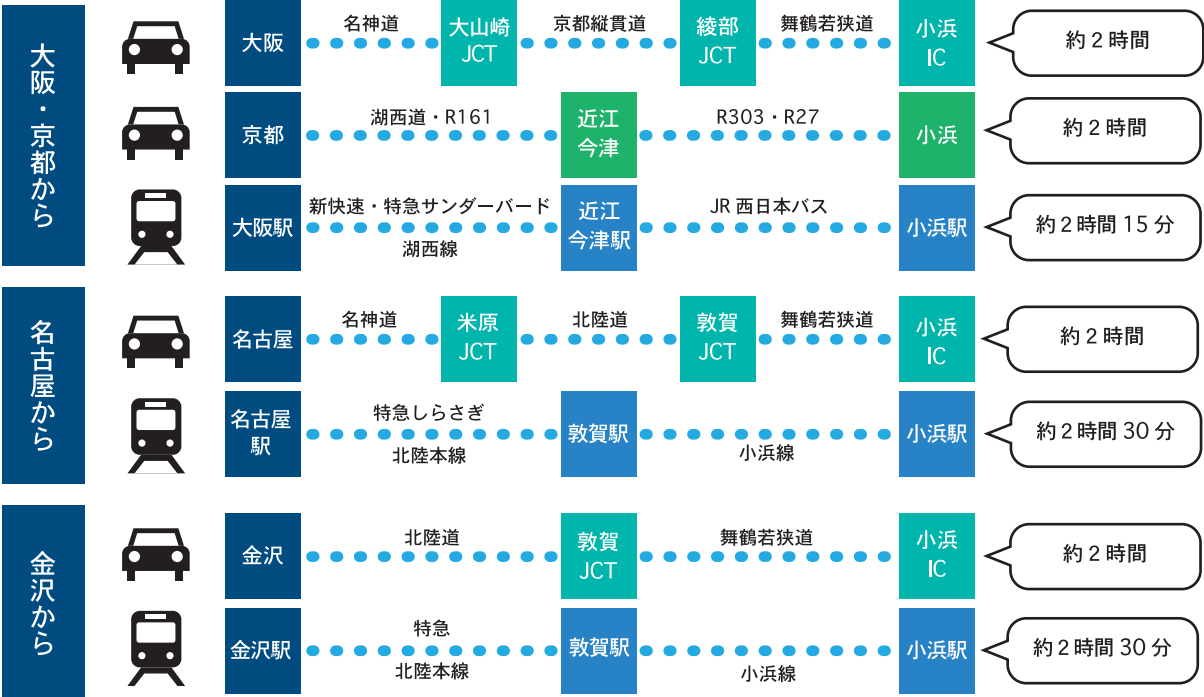 大阪・京都から
大阪
名神道
大山崎
JCT
京都縦貫道
綾部
JCT
舞鶴若狭道
小浜
IC
約2時間
京都
湖西道・R161
近江
今津
R303・R27
小浜
約2時間
大阪駅
新快速・特急サンダーバード
湖西線
近江
今津駅
JR西日本バス
小浜駅
約2時間15分
名古屋から
名古屋
名神道
米原
JCT
北陸道
敦賀
JCT
舞鶴若狭道
小浜
IC
約2時間
名古屋
駅
特急しらさぎ
北陸本線
敦賀駅
小浜線
小浜駅
約2時間30分
金沢から
金沢
北陸道
敦賀
JCT
舞鶴若狭道
小浜
IC
約2時間
金沢駅
特急
北陸本線
敦賀駅
小浜線
小浜駅
約2時間30分